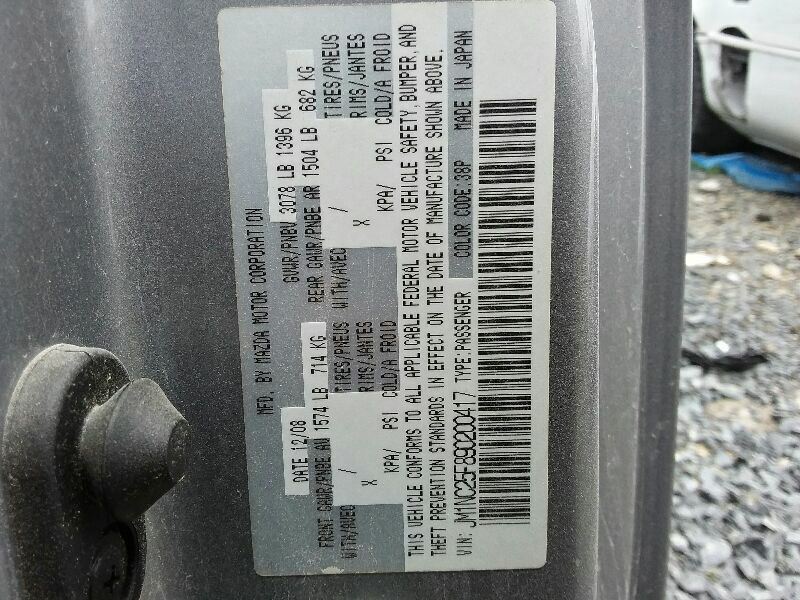 MFD. BY MAZDA MOTOR CORPORATION
DATE 12/08 GVWR/PNBV 3078 LB 1396 KG
FRONT GAWR/PNBE AV 1574 LB 714 KG REAR GAWR/PNBE AR 1504 LB 682 KG
WITH/AVEC / TIRES/PNEUS WITH/AVEC / TIRES/PNEUS
X RIMS/JANTES X RIMS/JANTES
KPA/ PSI COLD/A FROID KPA/ PSI COLD/A FROID
THIS VEHICLE CONFORMS TO ALL APPLICABLE FEDERAL MOTOR VEHICLE SAFETY, BUMPER, AND
THEFT PREVENTION STANDARDS IN EFFECT ON THE DATE OF MANUFACTURE SHOWN ABOVE.
VIN: JM1NC25F890200417 TYPE:PASSENGER COLOR CODE:38P MADE IN JAPAN